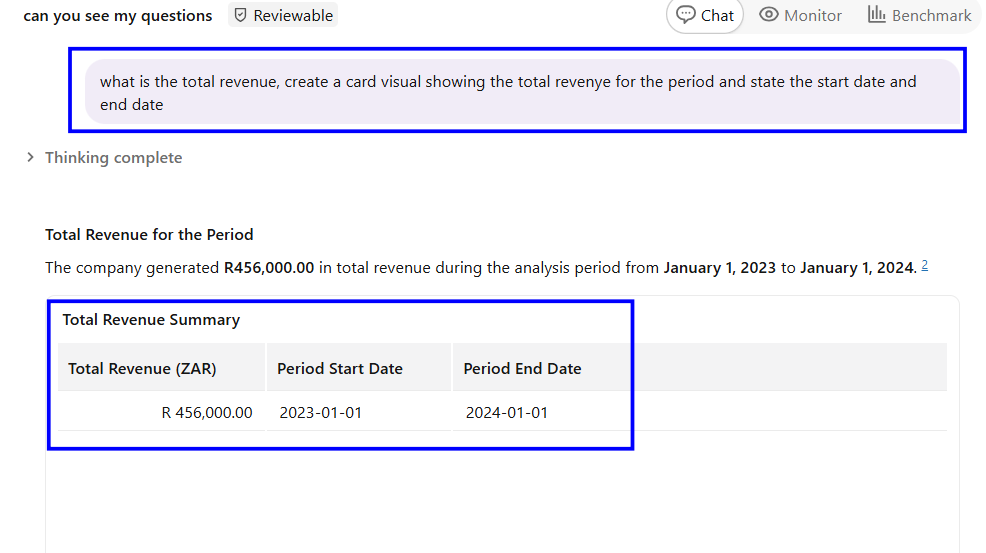 can you see my questions Reviewable Chat Monitor Benchmark
what is the total revenue, create a card visual showing the total revenye for the period and state the start date and
end date
Thinking complete
Total Revenue for the Period
The company generated R456,000.00 in total revenue during the analysis period from January 1, 2023 to January 1, 2024. 2
Total Revenue Summary
Total Revenue (ZAR) Period Start Date Period End Date
R 456,000.00 2023-01-01 2024-01-01